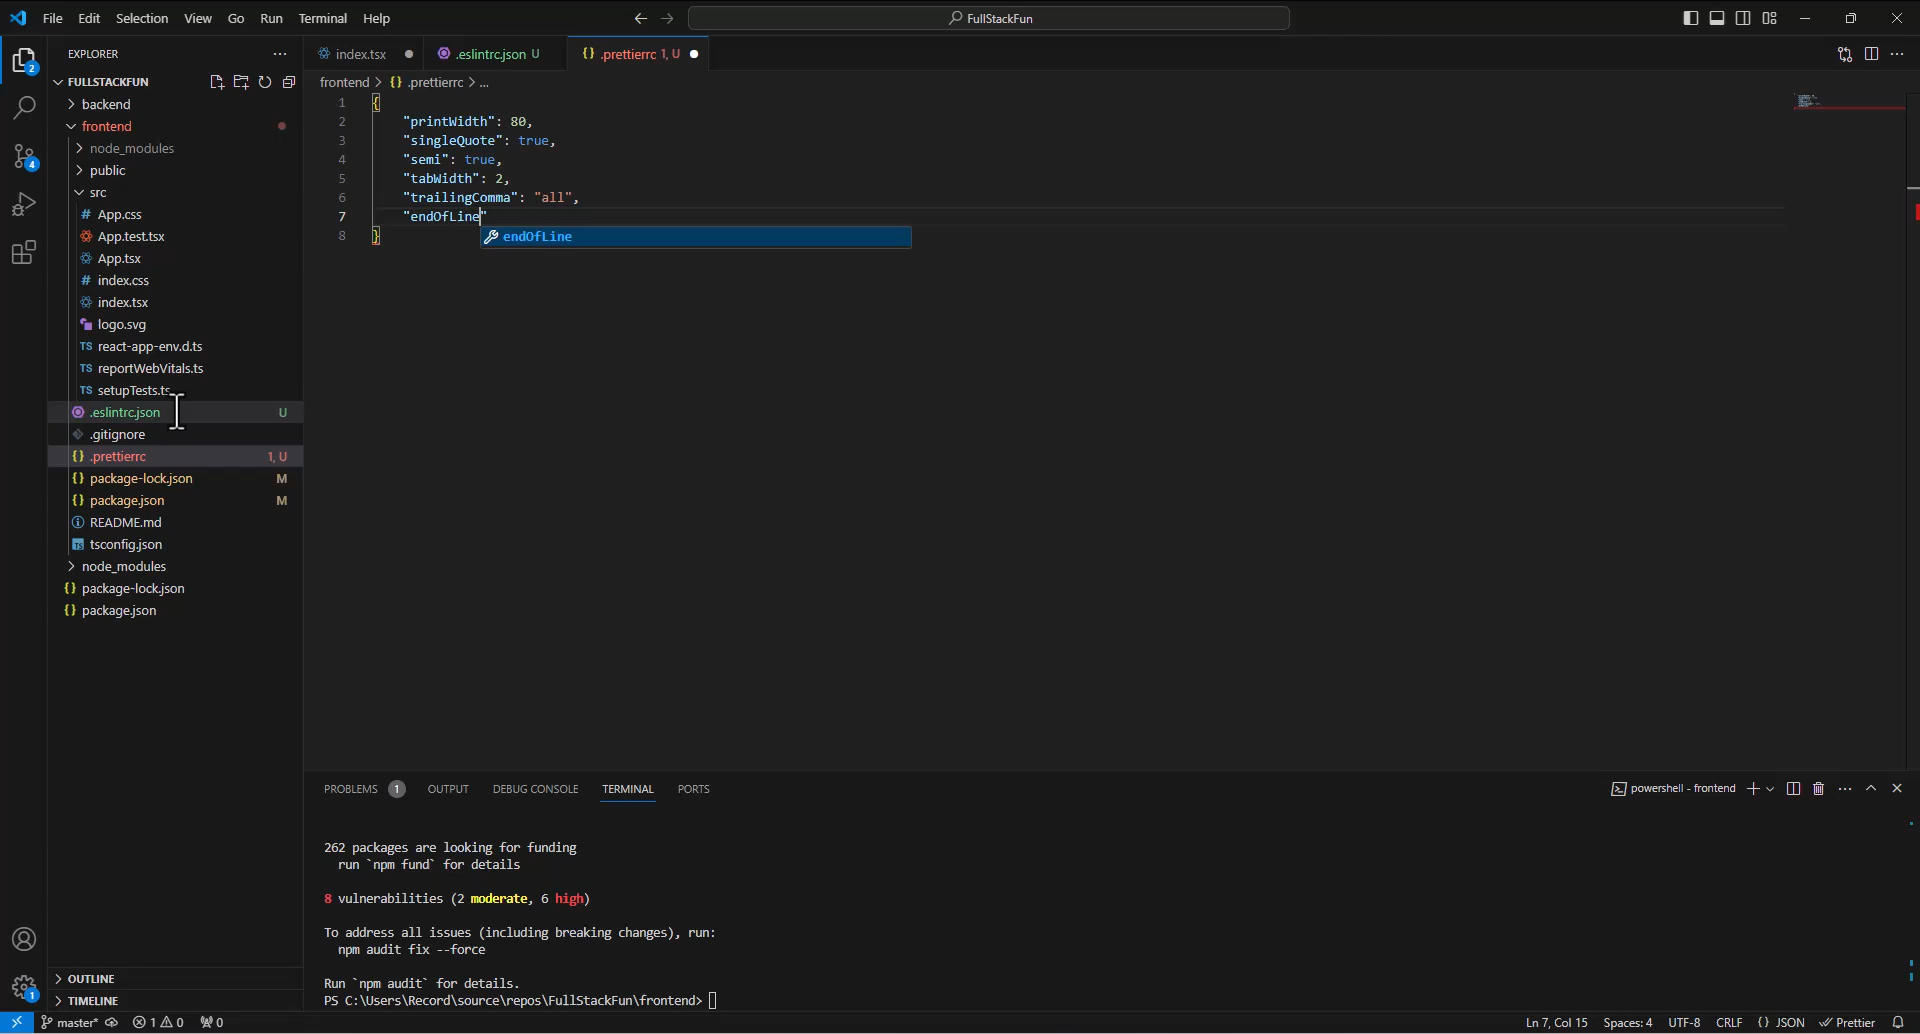 File Edit Selection View Go Run Terminal Help
FullStackFun
EXPLORER
index.tsx
.eslintrc.json U
{} .prettierrc 1, U
FULLSTACKFUN
frontend > {} .prettierrc > ...
backend
frontend
node_modules
public
src
# App.css
App.test.tsx
App.tsx
# index.css
index.tsx
logo.svg
TS react-app-env.d.ts
TS reportWebVitals.ts
TS setupTests.ts
.eslintrc.json U
.gitignore
{} .prettierrc 1, U
{} package-lock.json M
{} package.json M
README.md
TS tsconfig.json
node_modules
{} package-lock.json
{} package.json
OUTLINE
TIMELINE
2
4
1
1 {
2 "printWidth": 80,
3 "singleQuote": true,
4 "semi": true,
5 "tabWidth": 2,
6 "trailingComma": "all",
7 "endOfLine"
8 }
endOfLine
PROBLEMS 1 OUTPUT DEBUG CONSOLE TERMINAL PORTS
powershell - frontend
262 packages are looking for funding
run `npm fund` for details
8 vulnerabilities (2 moderate, 6 high)
To address all issues (including breaking changes), run:
npm audit fix --force
Run `npm audit` for details.
PS C:\Users\Record\source\repos\FullStackFun\frontend>
master* 1 0 0
Ln 7, Col 15 Spaces: 4 UTF-8 CRLF {} JSON Prettier